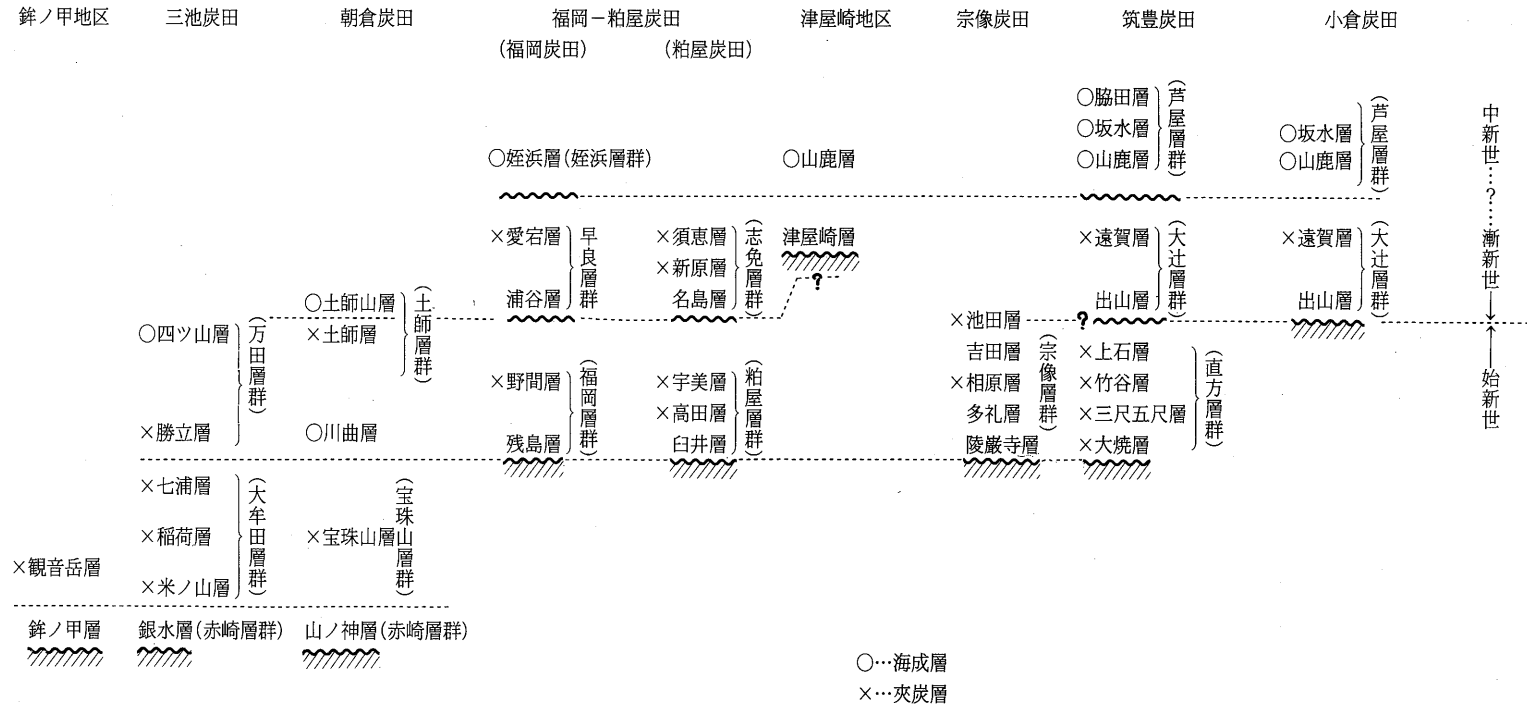 鉾ノ甲地区 三池炭田 朝倉炭田 福岡－粕屋炭田 津屋崎地区 宗像炭田 筑豊炭田 小倉炭田
(福岡炭田) (粕屋炭田)
○脇田層
○坂水層
○山鹿層
(芦屋層群)
○坂水層
○山鹿層
(芦屋層群)
○姪浜層(姪浜層群)
○山鹿層
×愛宕層
浦谷層
早良層群
×須恵層
×新原層
名島層
(志免層群)
津屋崎層
?
×遠賀層
出山層
(大辻層群)
×遠賀層
出山層
(大辻層群)
○土師山層
×土師層
(土師層群)
○川曲層
○四ツ山層
×勝立層
(万田層群)
×野間層
残島層
(福岡層群)
×宇美層
×高田層
臼井層
(粕屋層群)
×池田層
吉田層
×相原層
多礼層
陵巌寺層
(宗像層群)
?
×上石層
×竹谷層
×三尺五尺層
×大焼層
(直方層群)
中新世…?…漸新世
始新世
×七浦層
×稲荷層
×米ノ山層
(大牟田層群)
×宝珠山層
(宝珠山層群)
×観音岳層
鉾ノ甲層 銀水層(赤崎層群) 山ノ神層(赤崎層群)
○…海成層
×…夾炭層